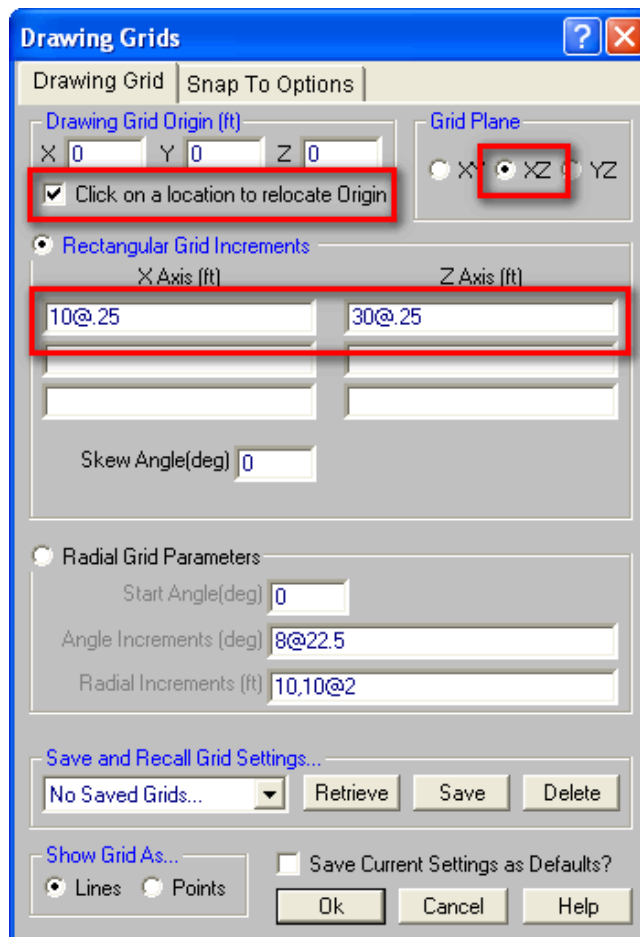 Drawing Grids
Drawing Grid Snap To Options
Drawing Grid Origin (ft) Grid Plane
X 0 Y 0 Z 0
XY XZ YZ
Click on a location to relocate Origin
Rectangular Grid Increments
X Axis (ft) Z Axis (ft)
10@.25 30@.25
Skew Angle(deg) 0
Radial Grid Parameters
Start Angle(deg) 0
Angle Increments (deg) 8@22.5
Radial Increments (ft) 10,10@2
Save and Recall Grid Settings...
No Saved Grids... Retrieve Save Delete
Show Grid As...
Save Current Settings as Defaults?
Lines Points
Ok Cancel Help